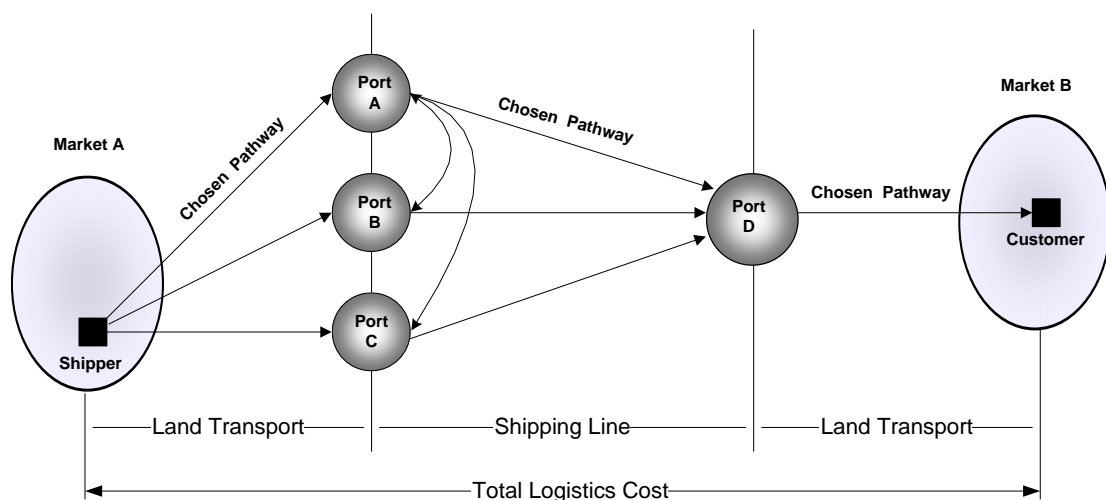 Market A
Shipper
Chosen Pathway
Port
A
Port
B
Port
C
Chosen Pathway
Port
D
Chosen Pathway
Market B
Customer
Land Transport
Shipping Line
Land Transport
Total Logistics Cost